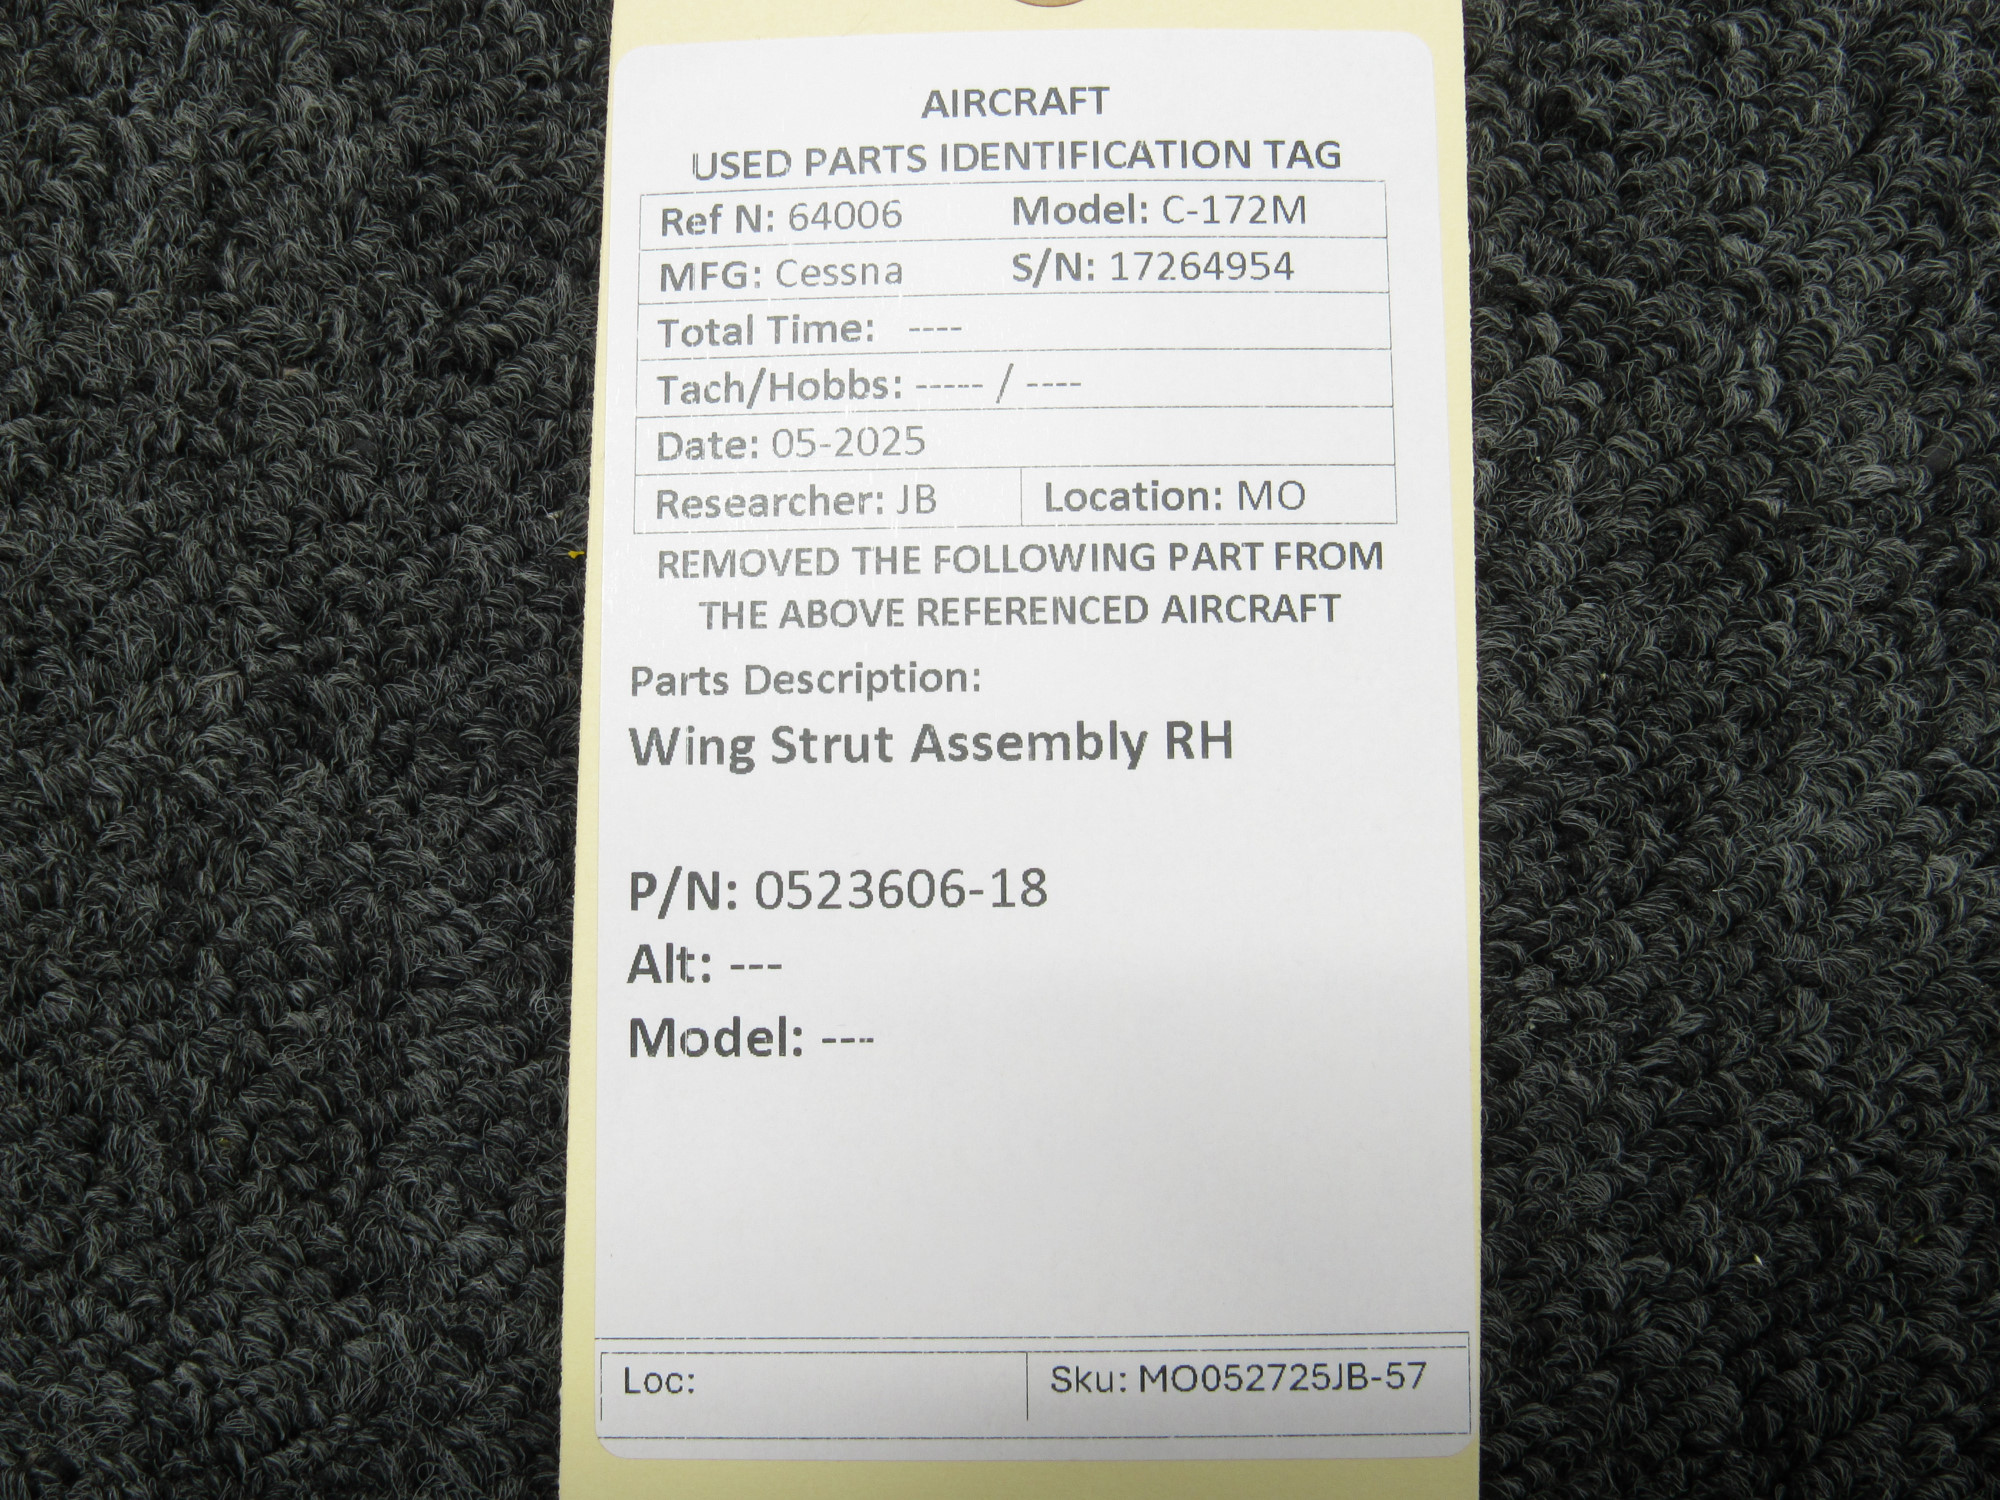 AIRCRAFT
USED PARTS IDENTIFICATION TAG
Ref N: 64006 Model: C-172M
MFG: Cessna S/N: 17264954
Total Time: ----
Tach/Hobbs: ----- / ----
Date: 05-2025
Researcher: JB Location: MO
REMOVED THE FOLLOWING PART FROM
THE ABOVE REFERENCED AIRCRAFT
Parts Description:
Wing Strut Assembly RH
P/N: 0523606-18
Alt: ---
Model: ---
Loc: Sku: MO052725JB-57